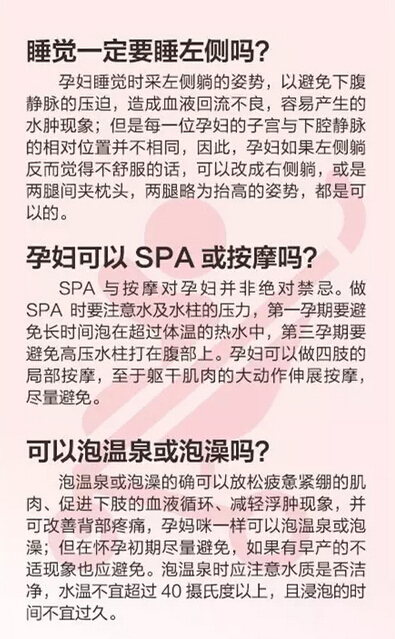 睡觉一定要睡左侧吗？
孕妇睡觉时采左侧躺的姿势，以避免下腹
静脉的压迫，造成血液回流不良，容易产生的
水肿现象；但是每一位孕妇的子宫与下腔静脉
的相对位置并不相同，因此，孕妇如果左侧躺
反而觉得不舒服的话，可以改成右侧躺，或是
两腿间夹枕头，两腿略为抬高的姿势，都是可
以的。
孕妇可以 SPA 或按摩吗？
SPA 与按摩对孕妇并非绝对禁忌。做
SPA 时要注意水及水柱的压力，第一孕期要避
免长时间泡在超过体温的热水中，第三孕期要
避免高压水柱打在腹部上。孕妇可以做四肢的
局部按摩，至于躯干肌肉的大动作伸展按摩，
尽量避免。
可以泡温泉或泡澡吗？
泡温泉或泡澡的确可以放松疲惫紧绷的肌
肉、促进下肢的血液循环、减轻浮肿现象，并
可改善背部疼痛，孕妈咪一样可以泡温泉或泡
澡；但在怀孕初期尽量避免，如果有早产的不
适现象也应避免。泡温泉时应注意水质是否洁
净，水温不宜超过 40 摄氏度以上，且浸泡的时
间不宜过久。